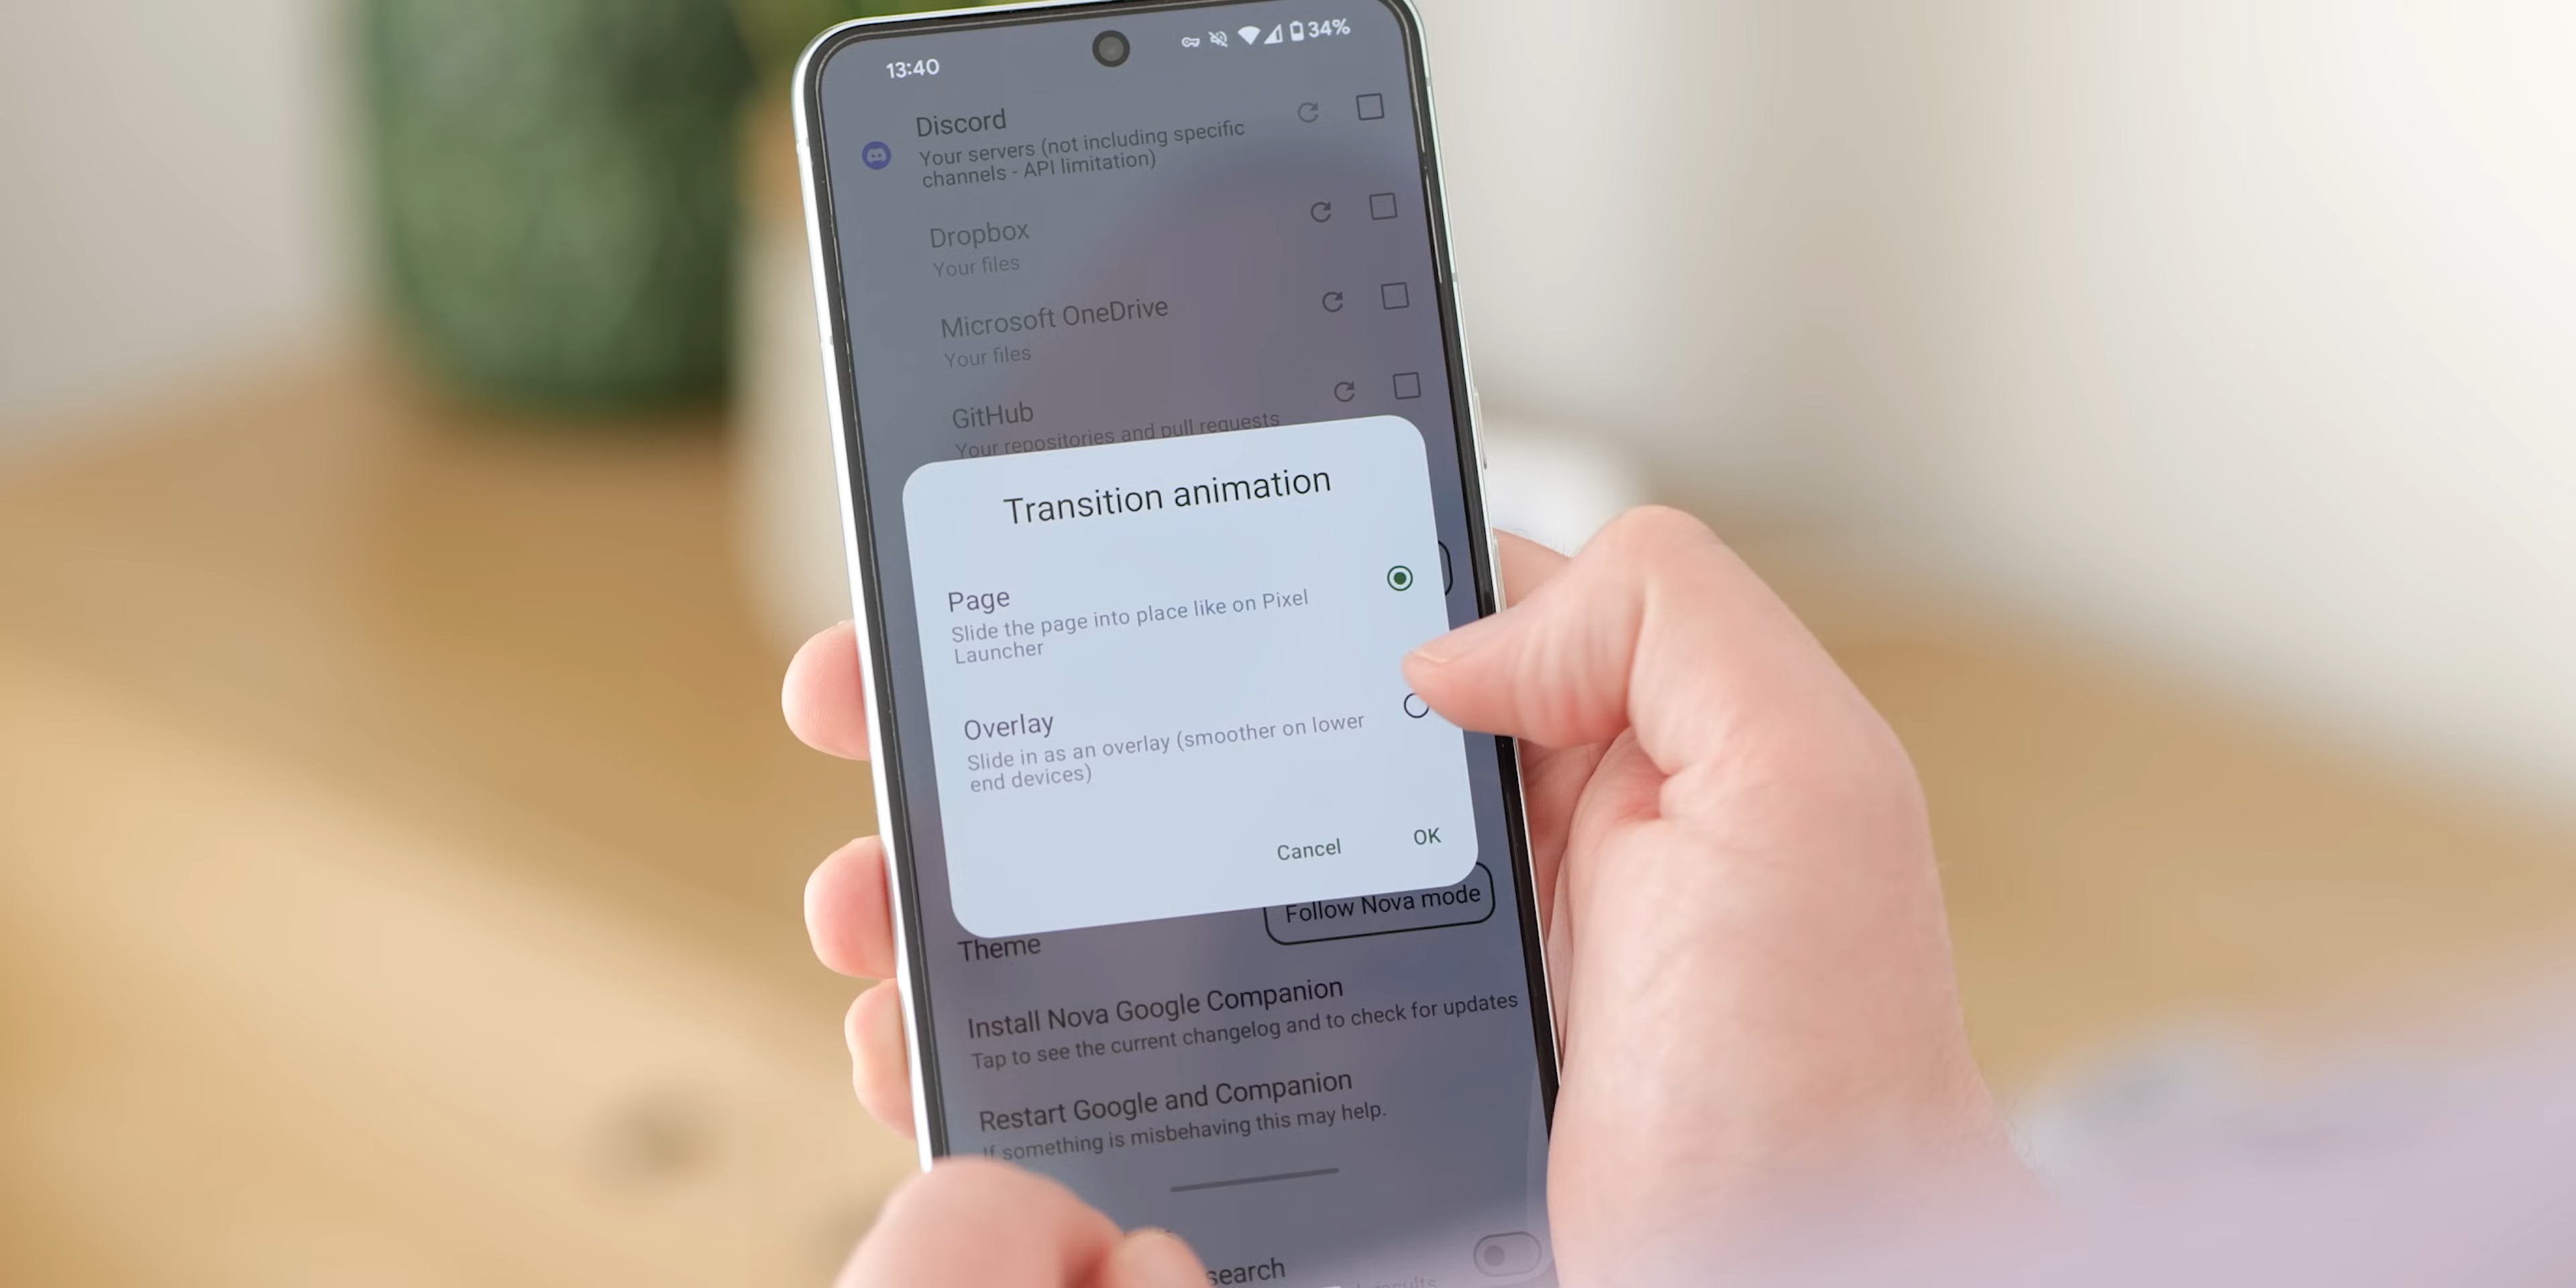 13:40
34%
Discord
Your servers (not including specific
channels - API limitation)
Dropbox
Your files
Microsoft OneDrive
Your files
GitHub
Your repositories and pull requests
Transition animation
Page
Slide the page into place like on Pixel
Launcher
Overlay
Slide in as an overlay (smoother on lower
end devices)
Cancel
OK
Follow Nova mode
Theme
Install Nova Google Companion
Tap to see the current changelog and to check for updates
Restart Google and Companion
If something is misbehaving this may help.
search
results